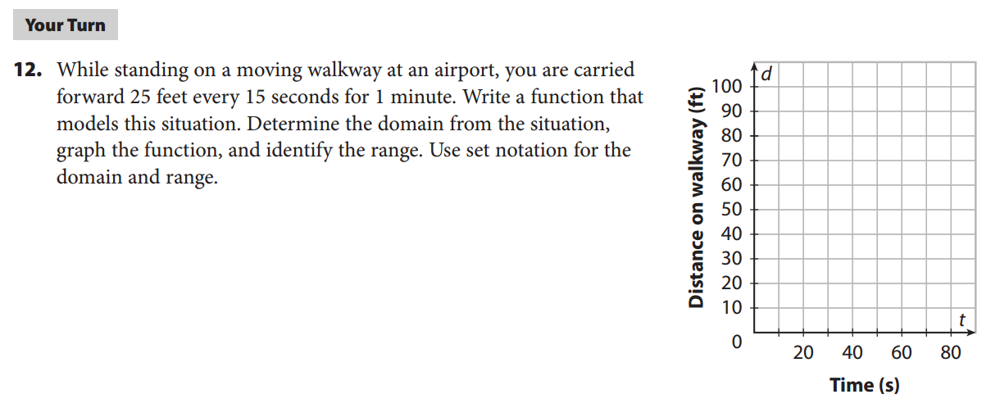 Your Turn
12. While standing on a moving walkway at an airport, you are carried
forward 25 feet every 15 seconds for 1 minute. Write a function that
models this situation. Determine the domain from the situation,
graph the function, and identify the range. Use set notation for the
domain and range.
Distance on walkway (ft)
d
100
90
80
70
60
50
40
30
20
10
0
t
20 40 60 80
Time (s)